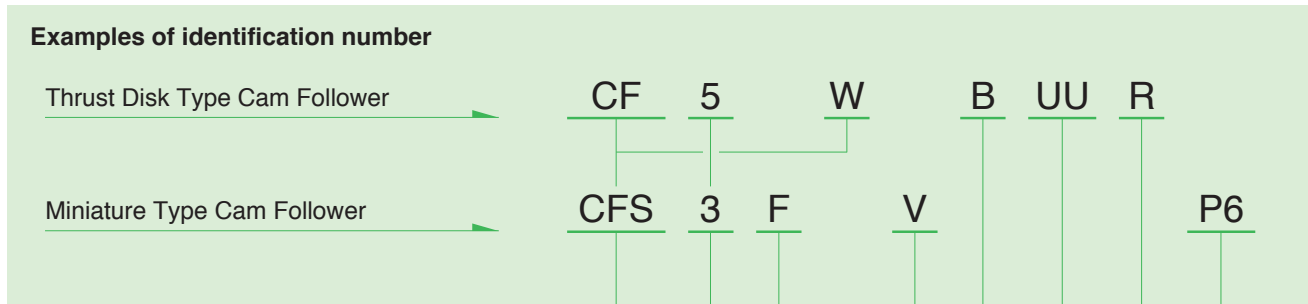 Examples of identification number
Thrust Disk Type Cam Follower CF 5 W B UU R
Miniature Type Cam Follower CFS 3 F V P6